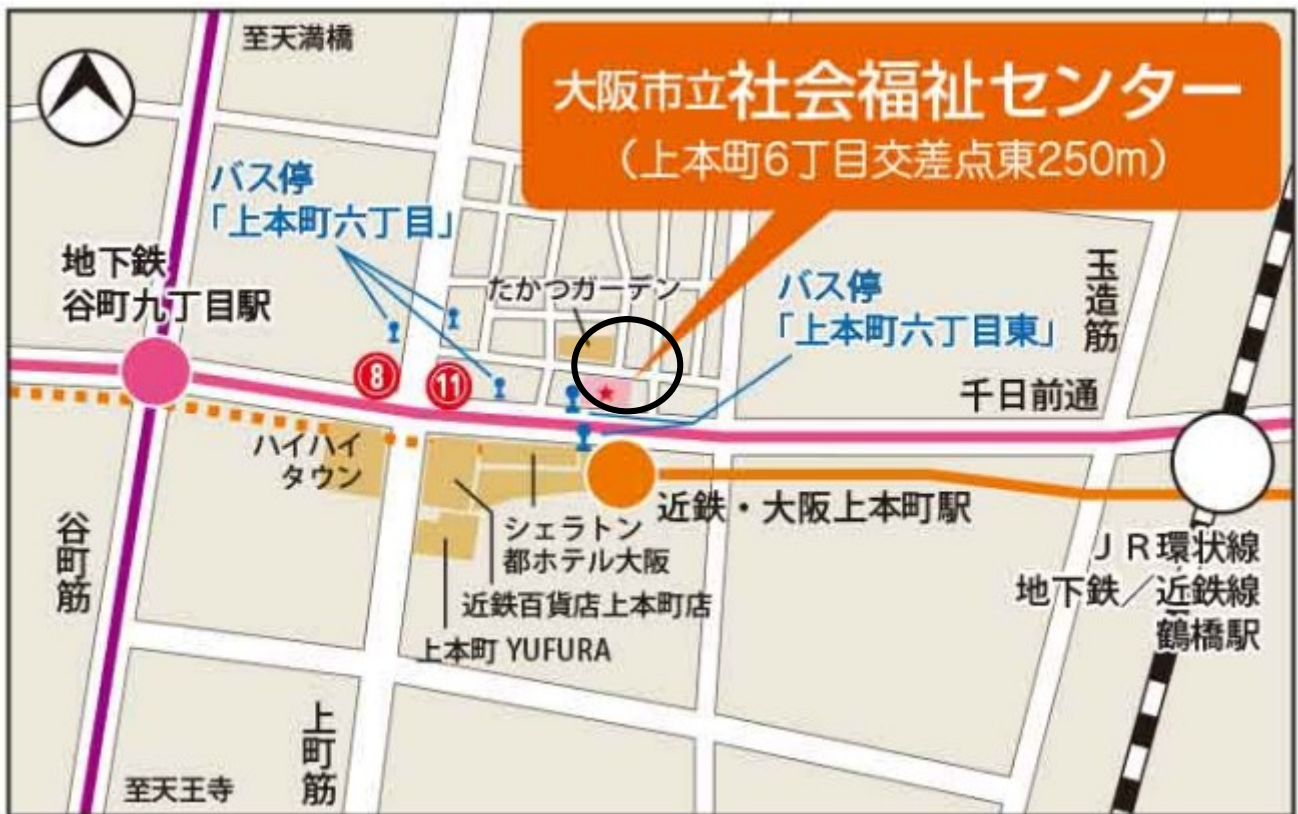 至天満橋
大阪市立社会福祉センター
（上本町6丁目交差点東250m）
バス停
「上本町六丁目」
地下鉄
谷町九丁目駅
たかつガーデン
バス停
「上本町六丁目東」
玉造筋
8
11
千日前通
ハイハイ
タウン
近鉄・大阪上本町駅
シェラトン
都ホテル大阪
近鉄百貨店上本町店
上本町 YUFURA
谷町筋
JR環状線
地下鉄／近鉄線
鶴橋駅
上町筋
至天王寺